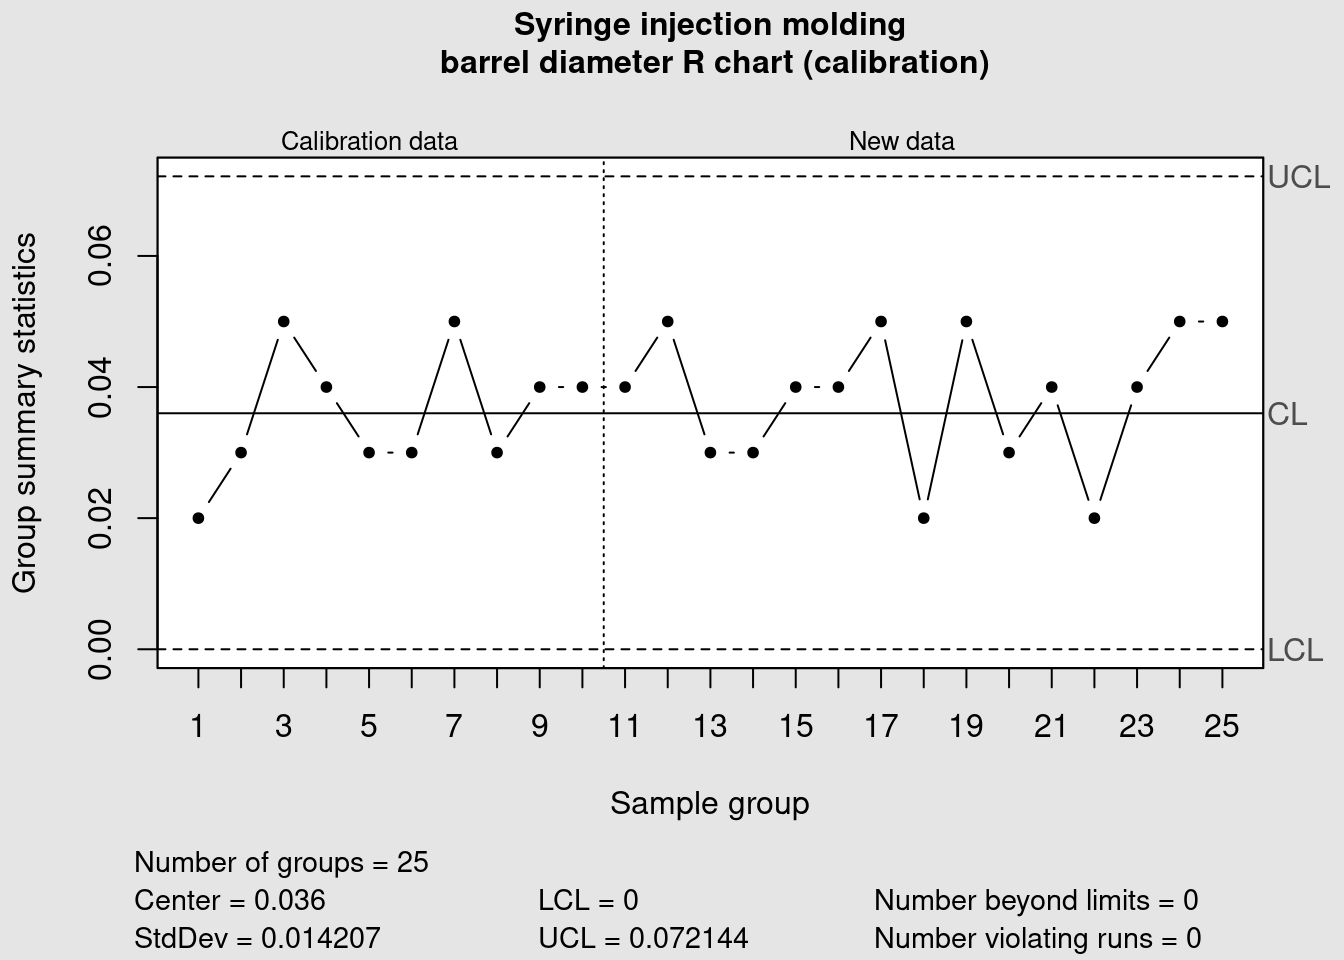 Syringe injection molding
barrel diameter R chart (calibration)
Calibration data
New data
UCL
CL
LCL
Group summary statistics
0.06
0.04
0.02
0.00
1 3 5 7 9 11 13 15 17 19 21 23 25
Sample group
Number of groups = 25
Center = 0.036
LCL = 0
Number beyond limits = 0
StdDev = 0.014207
UCL = 0.072144
Number violating runs = 0